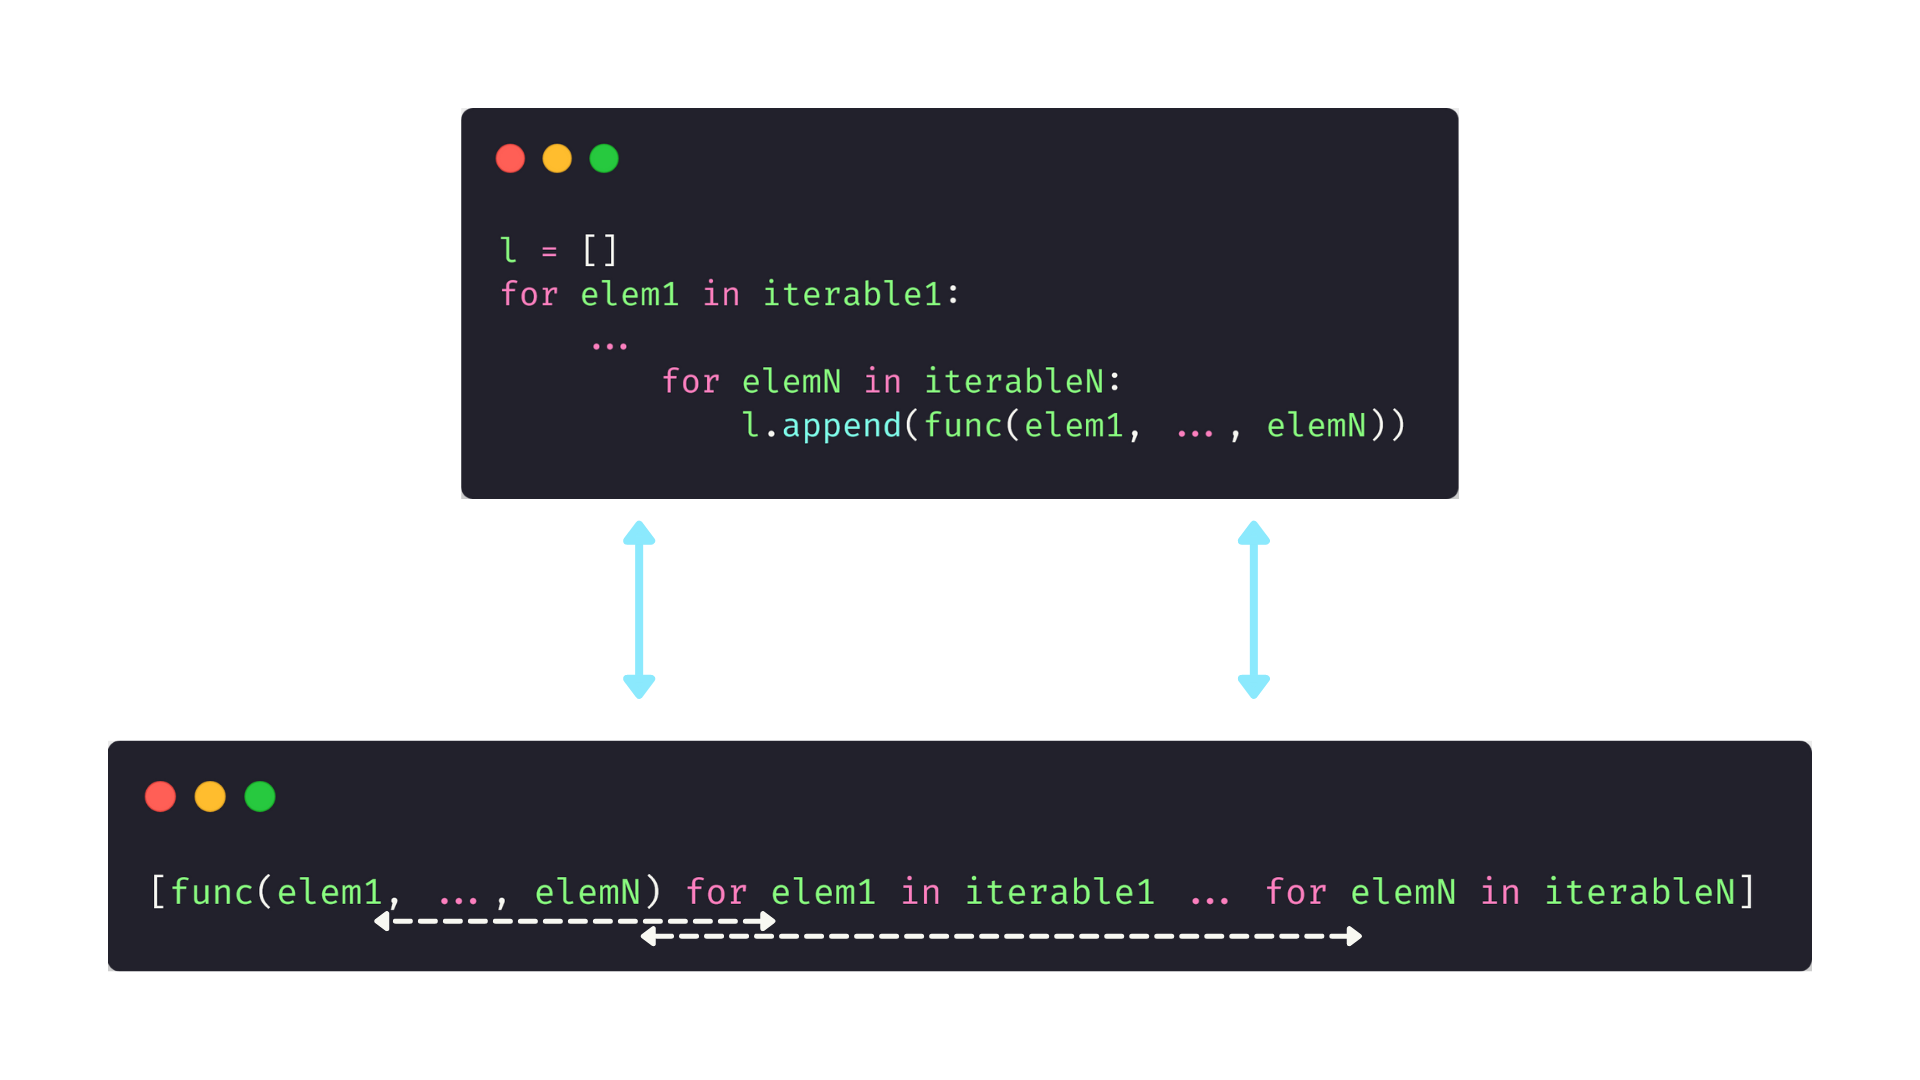 l = []
for elem1 in iterable1:
...
for elemN in iterableN:
l.append(func(elem1, ..., elemN))
[func(elem1, ..., elemN) for elem1 in iterable1 ... for elemN in iterableN]